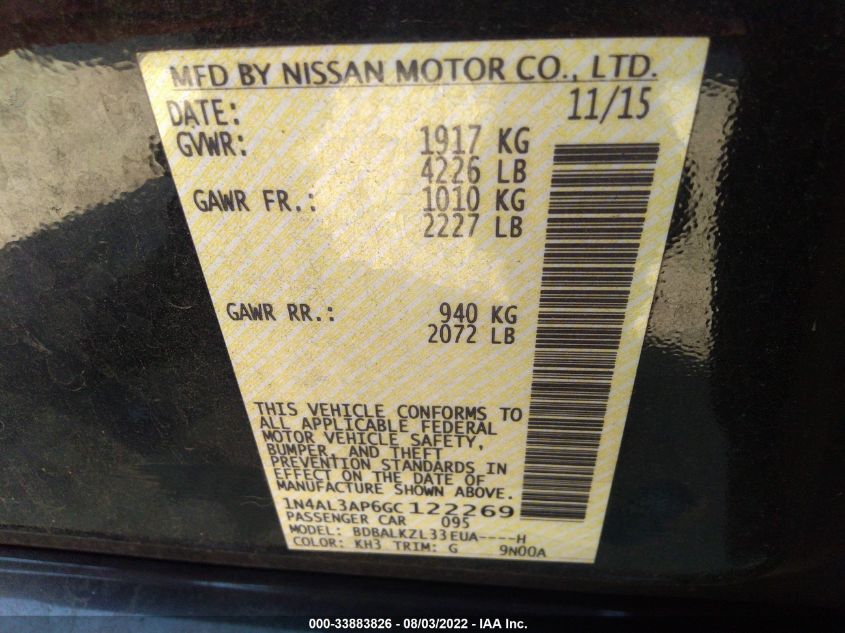 MFD BY NISSAN MOTOR CO., LTD.
DATE: 11/15
GVWR: 1917 KG
4226 LB
GAWR FR.: 1010 KG
2227 LB
GAWR RR.: 940 KG
2072 LB
THIS VEHICLE CONFORMS TO
ALL APPLICABLE FEDERAL
MOTOR VEHICLE SAFETY,
BUMPER, AND THEFT
PREVENTION STANDARDS IN
EFFECT ON THE DATE OF
MANUFACTURE SHOWN ABOVE.
1N4AL3AP6GC122269
PASSENGER CAR 095
MODEL: BDBALKZL33EUA----H
COLOR: KH3 TRIM: G 9N00A
000-33883826 - 08/03/2022 - IAA Inc.